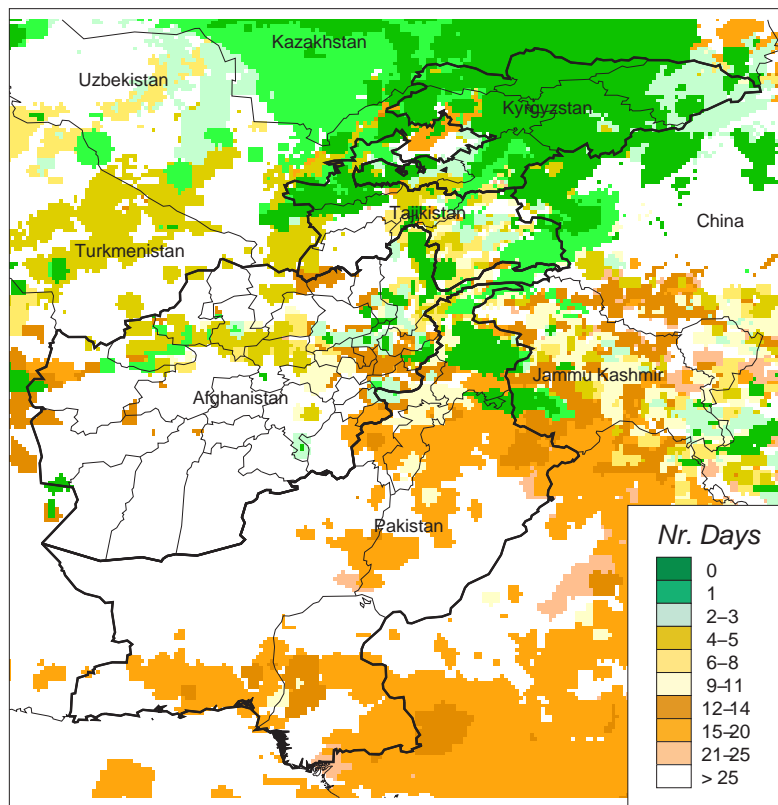 Kazakhstan
Uzbekistan
Kyrgyzstan
Tajikistan
China
Turkmenistan
Jammu Kashmir
Afghanistan
Pakistan
Nr. Days
0
1
2–3
4–5
6–8
9–11
12–14
15–20
21–25
> 25